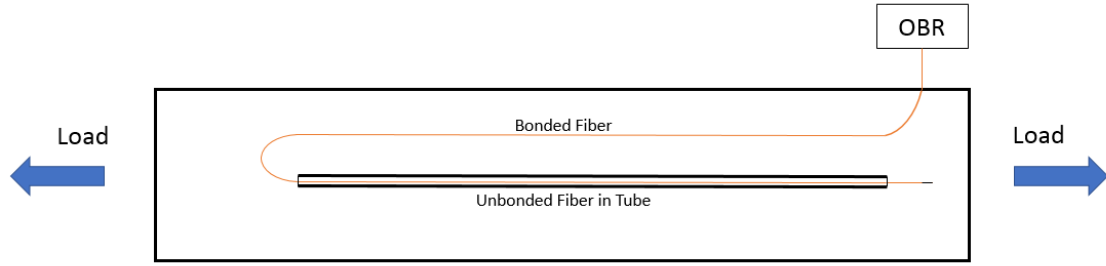 OBR
Load
Bonded Fiber
Load
Unbonded Fiber in Tube